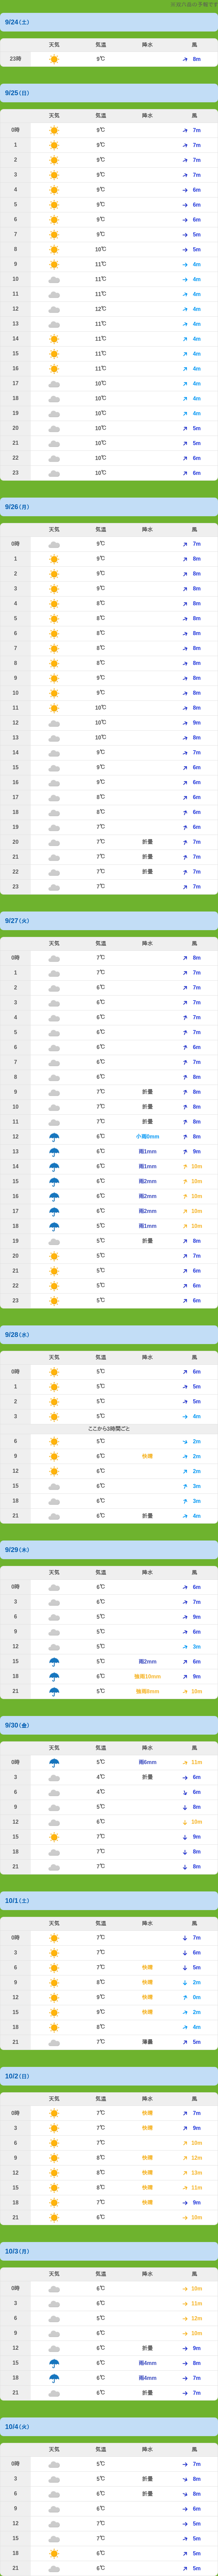 9/24(土)
天気 気温 降水 風
23時 9℃ 8m
9/25(日)
天気 気温 降水 風
0時 9℃ 7m
1 9℃ 7m
2 9℃ 7m
3 9℃ 7m
4 9℃ 6m
5 9℃ 6m
6 9℃ 6m
7 9℃ 5m
8 10℃ 5m
9 11℃ 4m
10 11℃ 4m
11 11℃ 4m
12 12℃ 4m
13 11℃ 4m
14 11℃ 4m
15 11℃ 4m
16 11℃ 4m
17 10℃ 4m
18 10℃ 4m
19 10℃ 4m
20 10℃ 5m
21 10℃ 5m
22 10℃ 6m
23 10℃ 6m
9/26(月)
天気 気温 降水 風
0時 9℃ 7m
1 9℃ 8m
2 9℃ 8m
3 9℃ 8m
4 8℃ 8m
5 8℃ 8m
6 8℃ 8m
7 8℃ 8m
8 8℃ 8m
9 9℃ 8m
10 9℃ 8m
11 10℃ 8m
12 10℃ 9m
13 10℃ 8m
14 9℃ 7m
15 9℃ 6m
16 9℃ 6m
17 8℃ 6m
18 8℃ 6m
19 7℃ 6m
20 7℃ 折曇 7m
21 7℃ 折曇 7m
22 7℃ 折曇 7m
23 7℃ 7m
9/27(火)
天気 気温 降水 風
0時 7℃ 8m
1 7℃ 7m
2 6℃ 7m
3 6℃ 7m
4 6℃ 7m
5 6℃ 7m
6 6℃ 6m
7 6℃ 7m
8 6℃ 8m
9 7℃ 折曇 8m
10 7℃ 折曇 8m
11 7℃ 折曇 8m
12 6℃ 小雨0mm 8m
13 6℃ 雨1mm 9m
14 6℃ 雨1mm 10m
15 6℃ 雨2mm 10m
16 6℃ 雨2mm 10m
17 6℃ 雨2mm 10m
18 5℃ 雨1mm 10m
19 5℃ 折曇 8m
20 5℃ 7m
21 5℃ 6m
22 5℃ 6m
23 5℃ 6m
9/28(水)
天気 気温 降水 風
0時 5℃ 6m
1 5℃ 5m
2 5℃ 5m
3 5℃ 4m
ここから3時間ごと
6 5℃ 2m
9 6℃ 快晴 2m
12 6℃ 2m
15 6℃ 3m
18 6℃ 3m
21 6℃ 折曇 4m
9/29(木)
天気 気温 降水 風
0時 6℃ 6m
3 6℃ 7m
6 5℃ 9m
9 5℃ 6m
12 5℃ 3m
15 5℃ 雨2mm 6m
18 6℃ 強雨10mm 9m
21 5℃ 強雨8mm 10m
9/30(金)
天気 気温 降水 風
0時 5℃ 雨6mm 11m
3 4℃ 折曇 6m
6 4℃ 6m
9 5℃ 8m
12 6℃ 10m
15 7℃ 9m
18 7℃ 8m
21 7℃ 8m
10/1(土)
天気 気温 降水 風
0時 7℃ 7m
3 7℃ 6m
6 7℃ 快晴 5m
9 8℃ 快晴 2m
12 9℃ 快晴 0m
15 9℃ 快晴 2m
18 8℃ 4m
21 7℃ 薄曇 5m
10/2(日)
天気 気温 降水 風
0時 7℃ 快晴 7m
3 7℃ 快晴 9m
6 7℃ 10m
9 8℃ 快晴 12m
12 8℃ 快晴 13m
15 8℃ 快晴 11m
18 7℃ 快晴 9m
21 6℃ 10m
10/3(月)
天気 気温 降水 風
0時 6℃ 10m
3 6℃ 11m
6 5℃ 12m
9 6℃ 10m
12 6℃ 折曇 9m
15 6℃ 雨4mm 8m
18 6℃ 雨4mm 7m
21 6℃ 折曇 7m
10/4(火)
天気 気温 降水 風
0時 5℃ 7m
3 5℃ 折曇 8m
6 6℃ 折曇 8m
9 6℃ 6m
12 7℃ 5m
15 7℃ 5m
18 6℃ 5m
21 6℃ 5m